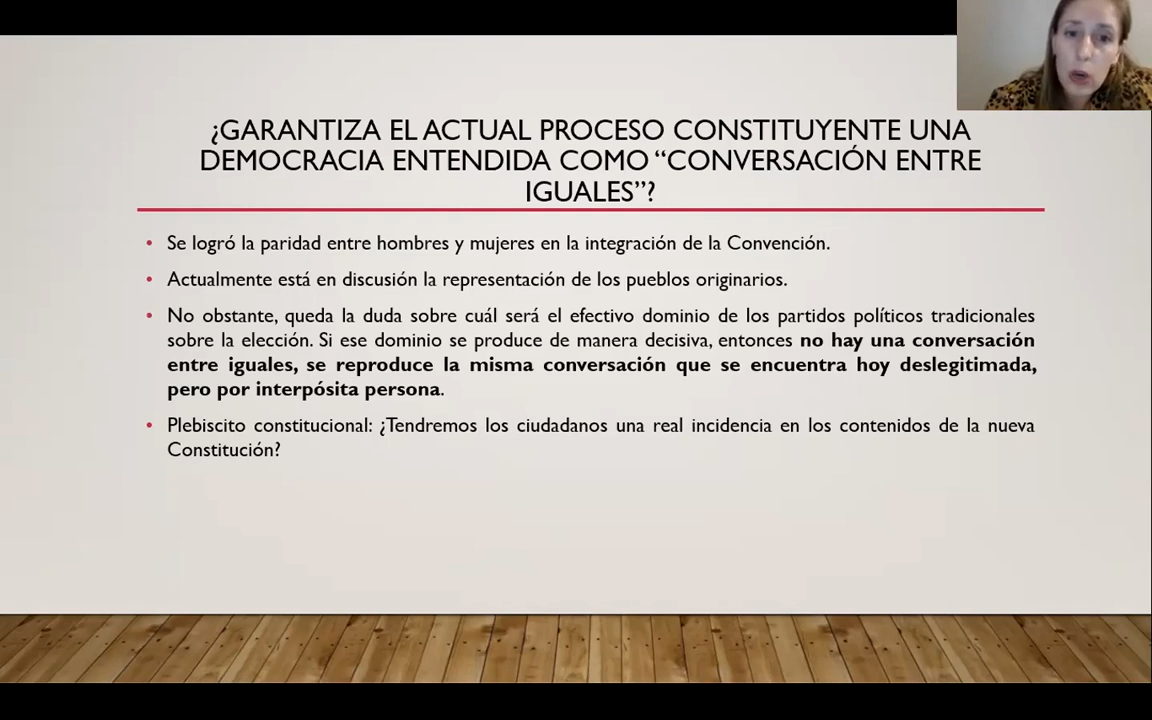 ¿GARANTIZA EL ACTUAL PROCESO CONSTITUYENTE UNA
DEMOCRACIA ENTENDIDA COMO “CONVERSACIÓN ENTRE
IGUALES”?
• Se logró la paridad entre hombres y mujeres en la integración de la Convención.
• Actualmente está en discusión la representación de los pueblos originarios.
• No obstante, queda la duda sobre cuál será el efectivo dominio de los partidos políticos tradicionales
sobre la elección. Si ese dominio se produce de manera decisiva, entonces no hay una conversación
entre iguales, se reproduce la misma conversación que se encuentra hoy deslegitimada,
pero por interpósita persona.
• Plebiscito constitucional: ¿Tendremos los ciudadanos una real incidencia en los contenidos de la nueva
Constitución?